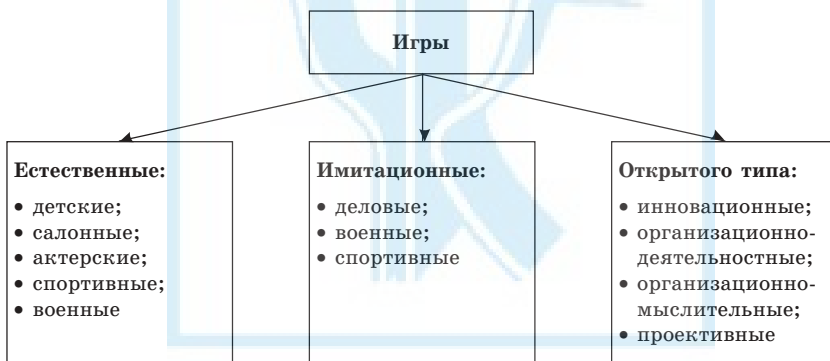 Игры
Естественные:
• детские;
• салонные;
• актерские;
• спортивные;
• военные
Имитационные:
• деловые;
• военные;
• спортивные
Открытого типа:
• инновационные;
• организационно-
деятельностные;
• организационно-
мыслительные;
• проективные